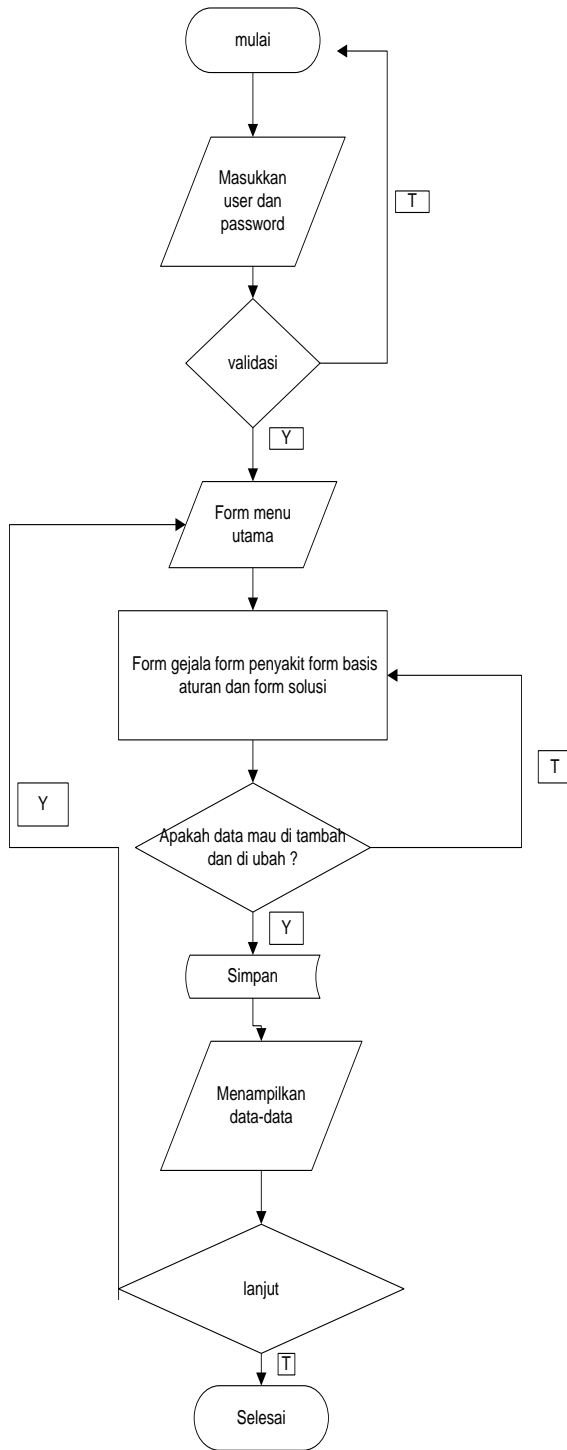 mulai
Masukkan
user dan
password
T
validasi
Y
Form menu
utama
Form gejala form penyakit form basis
aturan dan form solusi
T
Y
Apakah data mau di tambah
dan di ubah ?
Y
Simpan
Menampilkan
data-data
lanjut
T
Selesai